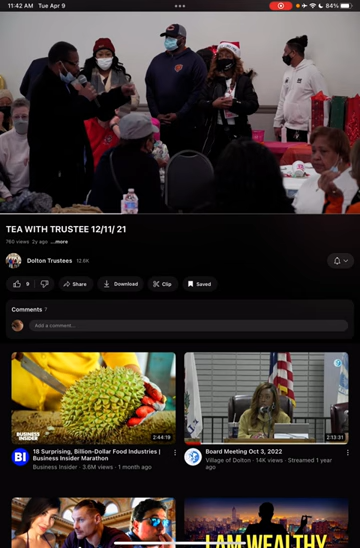 11:42 AM Tue Apr 9
84%
TEA WITH TRUSTEE 12/11/ 21
760 views 2y ago ...more
Dolton Trustees 12.6K
9 Share Download Clip Saved
Comments 7
Add a comment...
BUSINESS INSIDER
2:44:19
2:13:31
BI
18 Surprising, Billion-Dollar Food Industries |
Business Insider Marathon
Business Insider · 3.6M views · 1 month ago
Board Meeting Oct 3, 2022
Village of Dolton · 14K views · Streamed 1 year
ago
I AM WEALTHY